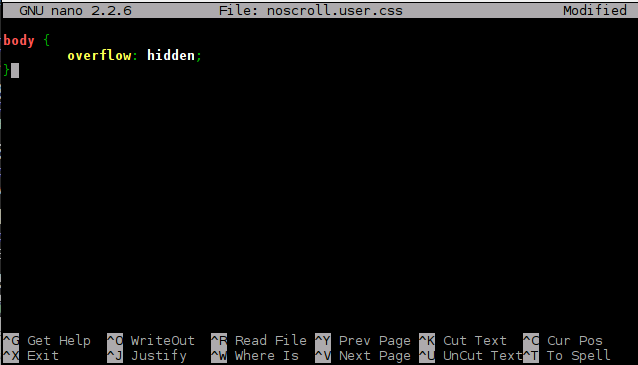 GNU nano 2.2.6 File: noscroll.user.css Modified
body {
overflow: hidden;
}
^G Get Help ^O WriteOut ^R Read File ^Y Prev Page ^K Cut Text ^C Cur Pos
^X Exit ^J Justify ^W Where Is ^V Next Page ^U UnCut Text ^T To Spell